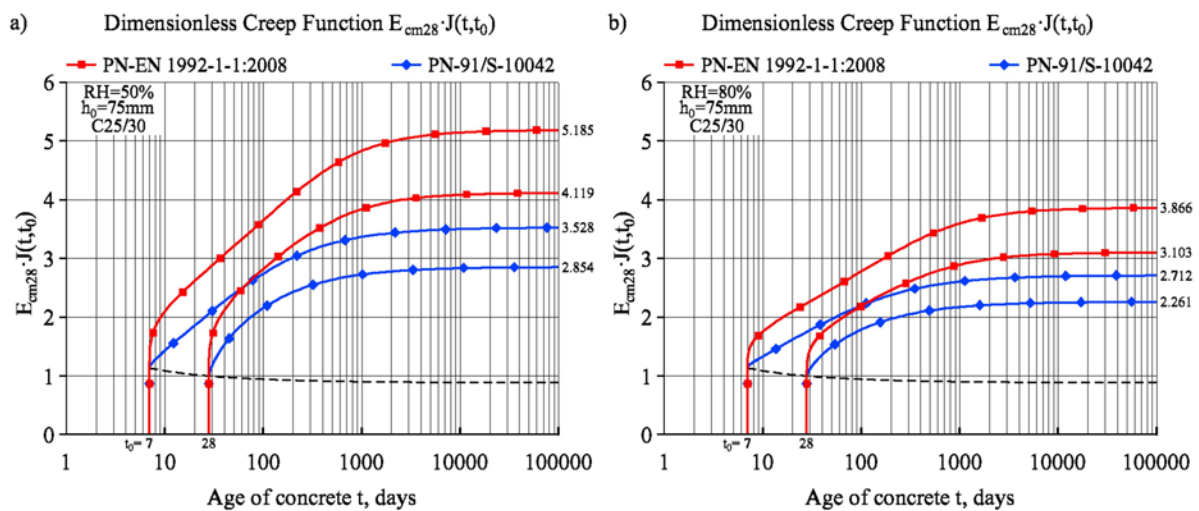 a) Dimensionless Creep Function E_cm28·J(t,t₀)
PN-EN 1992-1-1:2008 PN-91/S-10042
RH=50%
h₀=75mm
C25/30
E_cm28·J(t,t₀)
6
5
4
3
2
1
0
5.185
4.119
3.528
2.854
t₀= 7 28
1 10 100 1000 10000 100000
Age of concrete t, days
b) Dimensionless Creep Function E_cm28·J(t,t₀)
PN-EN 1992-1-1:2008 PN-91/S-10042
RH=80%
h₀=75mm
C25/30
E_cm28·J(t,t₀)
6
5
4
3
2
1
0
3.866
3.103
2.712
2.261
t₀= 7 28
1 10 100 1000 10000 100000
Age of concrete t, days